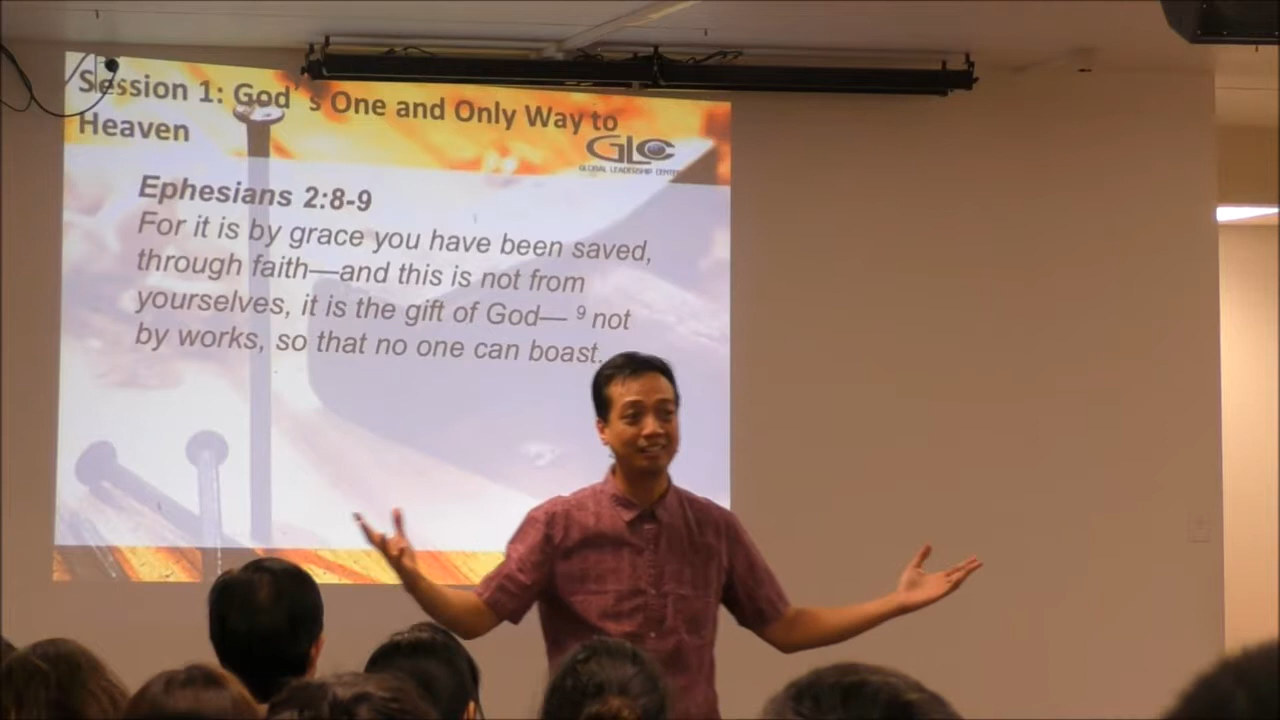 Session 1: God's One and Only Way to
Heaven
GLC
GLOBAL LEADERSHIP CENTER
Ephesians 2:8-9
For it is by grace you have been saved,
through faith—and this is not from
yourselves, it is the gift of God— 9 not
by works, so that no one can boast.